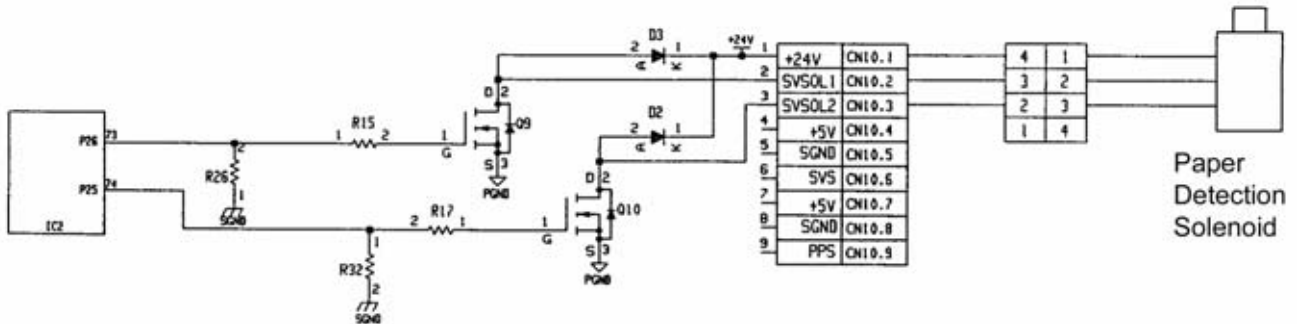 D3
2 1
A K
+24V
1 +24V CN10.1
2 SVSOL1 CN10.2
3 SVSOL2 CN10.3
4 +5V CN10.4
5 SGND CN10.5
6 SVS CN10.6
7 +5V CN10.7
8 SGND CN10.8
9 PPS CN10.9
4 1
3 2
2 3
1 4
D2
2 1
A K
D 2
Q9
1
G
S 3
PGND
P26 73
1 R15 2
2
R26
1
SGND
P25 74
IC2
2 R17 1
1
R32
2
SGND
D 2
Q10
1
G
S 3
PGND
Paper
Detection
Solenoid